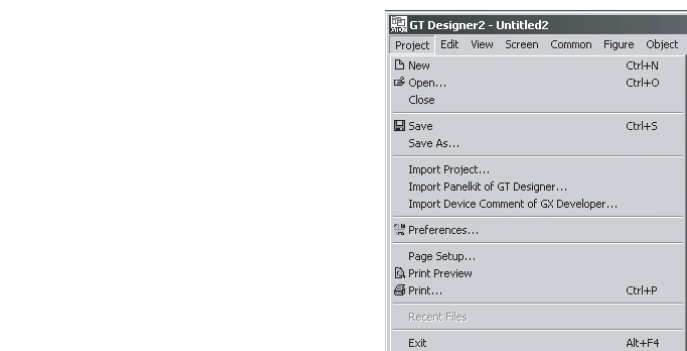 GT Designer2 - Untitled2
Project Edit View Screen Common Figure Object
New Ctrl+N
Open... Ctrl+O
Close
Save Ctrl+S
Save As...
Import Project...
Import Panelkit of GT Designer...
Import Device Comment of GX Developer...
Preferences...
Page Setup...
Print Preview
Print... Ctrl+P
Recent Files
Exit Alt+F4